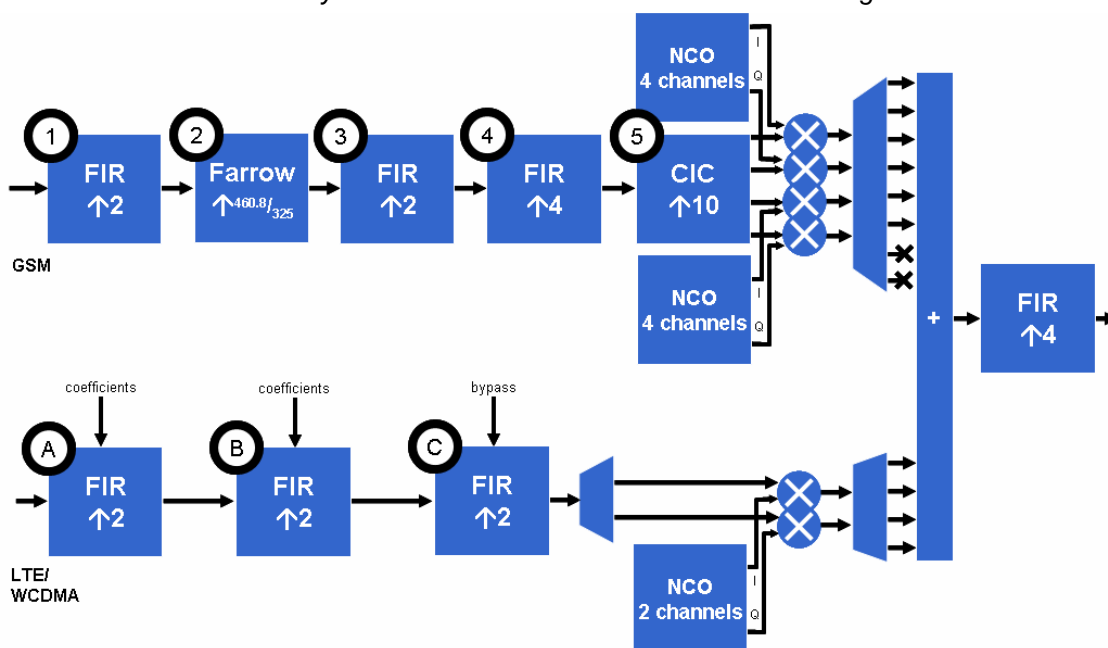 NCO
4 channels
I
Q
1
FIR
↑2
2
Farrow
↑460.8/325
3
FIR
↑2
4
FIR
↑4
5
CIC
↑10
GSM
NCO
4 channels
I
Q
+
FIR
↑4
coefficients
coefficients
bypass
A
FIR
↑2
B
FIR
↑2
C
FIR
↑2
LTE/
WCDMA
NCO
2 channels
I
Q